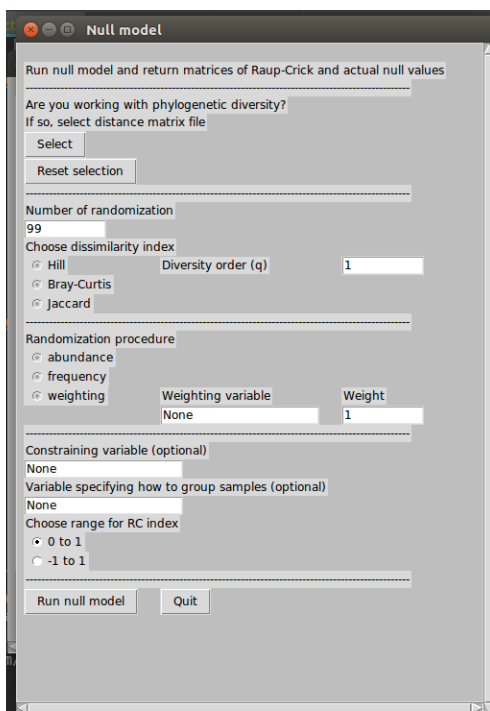 Null model
Run null model and return matrices of Raup-Crick and actual null values
Are you working with phylogenetic diversity?
If so, select distance matrix file
Select
Reset selection
Number of randomization
99
Choose dissimilarity index
Hill Diversity order (q) 1
Bray-Curtis
Jaccard
Randomization procedure
abundance
frequency
weighting Weighting variable Weight
None 1
Constraining variable (optional)
None
Variable specifying how to group samples (optional)
None
Choose range for RC index
0 to 1
-1 to 1
Run null model Quit